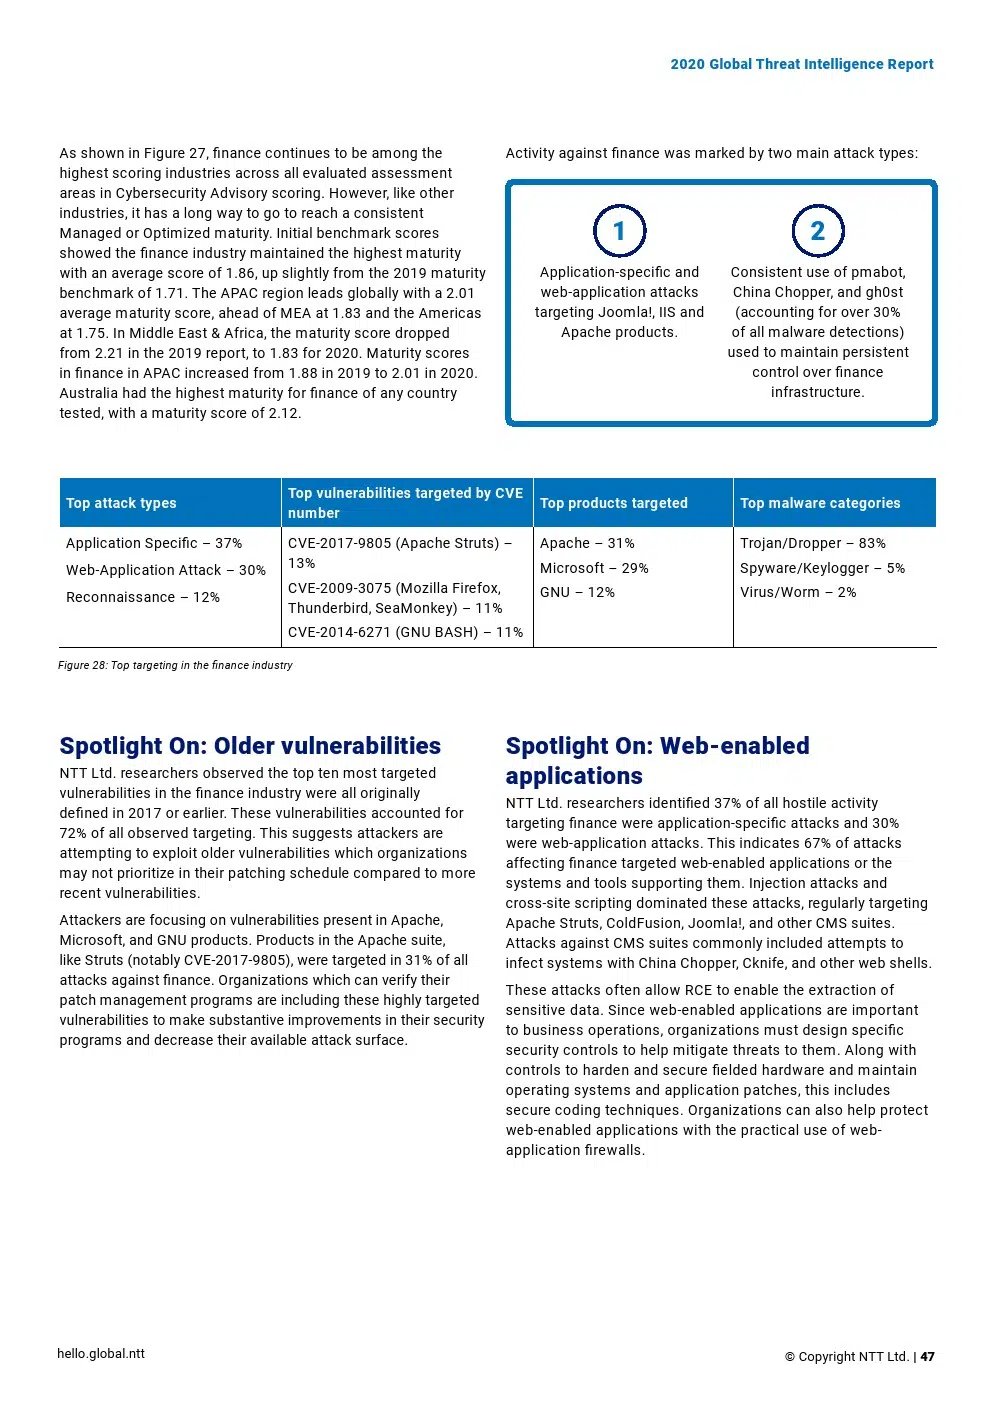 2020 Global Threat Intelligence Report
As shown in Figure 27, finance continues to be among the
highest scoring industries across all evaluated assessment
areas in Cybersecurity Advisory scoring. However, like other
industries, it has a long way to go to reach a consistent
Managed or Optimized maturity. Initial benchmark scores
showed the finance industry maintained the highest maturity
with an average score of 1.86, up slightly from the 2019 maturity
benchmark of 1.71. The APAC region leads globally with a 2.01
average maturity score, ahead of MEA at 1.83 and the Americas
at 1.75. In Middle East & Africa, the maturity score dropped
from 2.21 in the 2019 report, to 1.83 for 2020. Maturity scores
in finance in APAC increased from 1.88 in 2019 to 2.01 in 2020.
Australia had the highest maturity for finance of any country
tested, with a maturity score of 2.12.
Activity against finance was marked by two main attack types:
1
Application-specific and
web-application attacks
targeting Joomla!, IIS and
Apache products.
2
Consistent use of pmabot,
China Chopper, and gh0st
(accounting for over 30%
of all malware detections)
used to maintain persistent
control over finance
infrastructure.
Top attack types
Top vulnerabilities targeted by CVE
number
Top products targeted
Top malware categories
Application Specific – 37%
Web-Application Attack – 30%
Reconnaissance – 12%
CVE-2017-9805 (Apache Struts) –
13%
CVE-2009-3075 (Mozilla Firefox,
Thunderbird, SeaMonkey) – 11%
CVE-2014-6271 (GNU BASH) – 11%
Apache – 31%
Microsoft – 29%
GNU – 12%
Trojan/Dropper – 83%
Spyware/Keylogger – 5%
Virus/Worm – 2%
Figure 28: Top targeting in the finance industry
Spotlight On: Older vulnerabilities
NTT Ltd. researchers observed the top ten most targeted
vulnerabilities in the finance industry were all originally
defined in 2017 or earlier. These vulnerabilities accounted for
72% of all observed targeting. This suggests attackers are
attempting to exploit older vulnerabilities which organizations
may not prioritize in their patching schedule compared to more
recent vulnerabilities.
Attackers are focusing on vulnerabilities present in Apache,
Microsoft, and GNU products. Products in the Apache suite,
like Struts (notably CVE-2017-9805), were targeted in 31% of all
attacks against finance. Organizations which can verify their
patch management programs are including these highly targeted
vulnerabilities to make substantive improvements in their security
programs and decrease their available attack surface.
Spotlight On: Web-enabled
applications
NTT Ltd. researchers identified 37% of all hostile activity
targeting finance were application-specific attacks and 30%
were web-application attacks. This indicates 67% of attacks
affecting finance targeted web-enabled applications or the
systems and tools supporting them. Injection attacks and
cross-site scripting dominated these attacks, regularly targeting
Apache Struts, ColdFusion, Joomla!, and other CMS suites.
Attacks against CMS suites commonly included attempts to
infect systems with China Chopper, Cknife, and other web shells.
These attacks often allow RCE to enable the extraction of
sensitive data. Since web-enabled applications are important
to business operations, organizations must design specific
security controls to help mitigate threats to them. Along with
controls to harden and secure fielded hardware and maintain
operating systems and application patches, this includes
secure coding techniques. Organizations can also help protect
web-enabled applications with the practical use of web-
application firewalls.
hello.global.ntt
© Copyright NTT Ltd. | 47